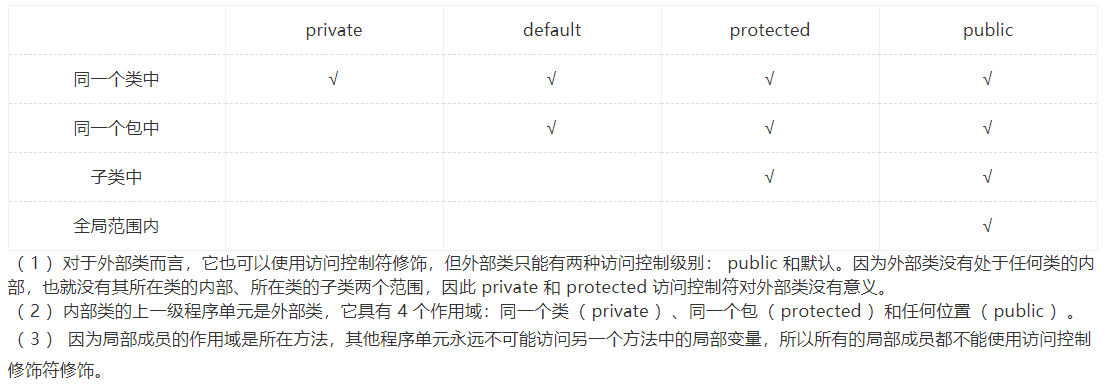 private default protected public
同一个类中 √ √ √ √
同一个包中 √ √ √
子类中 √ √
全局范围内 √
（1）对于外部类而言，它也可以使用访问控制符修饰，但外部类只能有两种访问控制级别： public 和默认。因为外部类没有处于任何类的内
部，也就没有其所在类的内部、所在类的子类两个范围，因此 private 和 protected 访问控制符对外部类没有意义。
（2）内部类的上一级程序单元是外部类，它具有 4 个作用域：同一个类（ private ）、同一个包（ protected ）和任何位置（ public ）。
（3） 因为局部成员的作用域是所在方法，其他程序单元永远不可能访问另一个方法中的局部变量，所以所有的局部成员都不能使用访问控制
修饰符修饰。